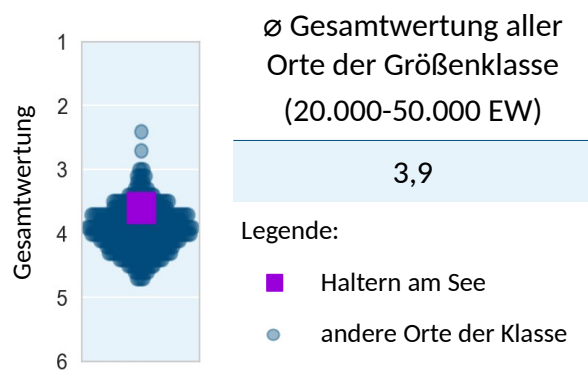 1
2
3
4
5
6
Gesamtwertung
⌀ Gesamtwertung aller
Orte der Größenklasse
(20.000-50.000 EW)
3,9
Legende:
Haltern am See
andere Orte der Klasse